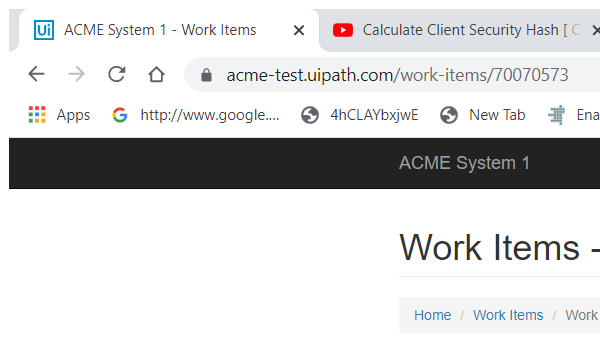 Ui ACME System 1 - Work Items Calculate Client Security Hash [
acme-test.uipath.com/work-items/70070573
Apps http://www.google.... 4hCLAYbxjwE New Tab Ena
ACME System 1
Work Items -
Home / Work Items / Work